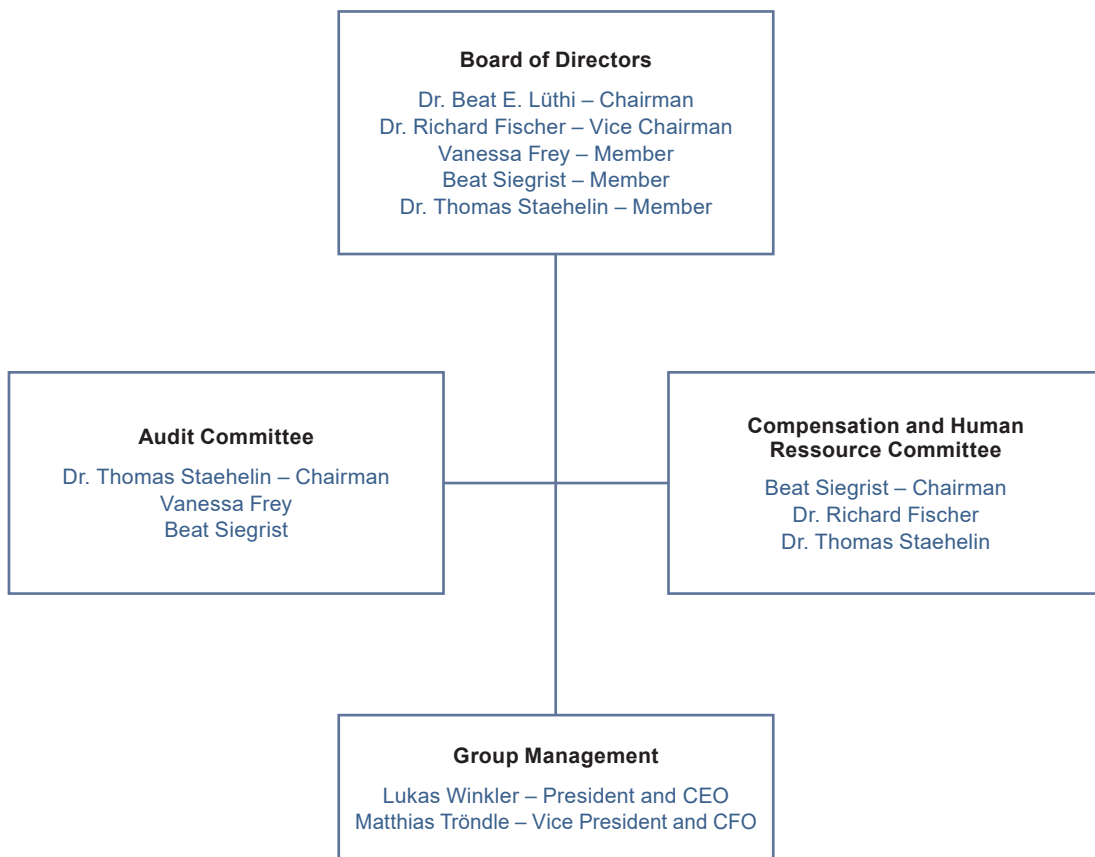 Board of Directors
Dr. Beat E. Lüthi – Chairman
Dr. Richard Fischer – Vice Chairman
Vanessa Frey – Member
Beat Siegrist – Member
Dr. Thomas Staehelin – Member
Audit Committee
Dr. Thomas Staehelin – Chairman
Vanessa Frey
Beat Siegrist
Compensation and Human
Ressource Committee
Beat Siegrist – Chairman
Dr. Richard Fischer
Dr. Thomas Staehelin
Group Management
Lukas Winkler – President and CEO
Matthias Tröndle – Vice President and CFO